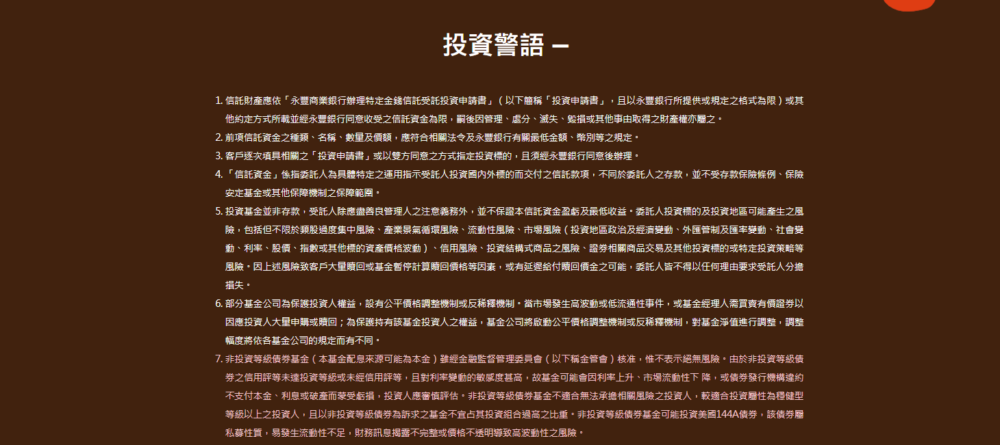 投資警語 –
1. 信託財產應依「永豐商業銀行辦理特定金錢信託受託投資申請書」（以下簡稱「投資申請書」，且以永豐銀行所提供或規定之格式為限）或其
他約定方式所載並經永豐銀行同意收受之信託資金為限，嗣後因管理、處分、滅失、毀損或其他事由取得之財產權亦屬之。
2. 前項信託資金之種類、名稱、數量及價額，應符合相關法令及永豐銀行有關最低金額、幣別等之規定。
3. 客戶逐次填具相關之「投資申請書」或以雙方同意之方式指定投資標的，且須經永豐銀行同意後辦理。
4. 「信託資金」係指委託人為具體特定之運用指示受託人投資國內外標的而交付之信託款項，不同於委託人之存款，並不受存款保險條例、保險
安定基金或其他保障機制之保障範圍。
5. 投資基金並非存款，受託人除應盡善良管理人之注意義務外，並不保證本信託資金盈虧及最低收益。委託人投資標的及投資地區可能產生之風
險，包括但不限於類股過度集中風險、產業景氣循環風險、流動性風險、市場風險（投資地區政治及經濟變動、外匯管制及匯率變動、社會變
動、利率、股價、指數或其他標的資產價格波動）、信用風險、投資結構式商品之風險、證券相關商品交易及其他投資標的或特定投資策略等
風險。因上述風險致客戶大量贖回或基金暫停計算贖回價格等因素，或有延遲給付贖回價金之可能，委託人皆不得以任何理由要求受託人分擔
損失。
6. 部分基金公司為保護投資人權益，設有公平價格調整機制或反稀釋機制。當市場發生高波動或低流通性事件，或基金經理人需買賣有價證券以
因應投資人大量申購或贖回；為保護持有該基金投資人之權益，基金公司將啟動公平價格調整機制或反稀釋機制，對基金淨值進行調整，調整
幅度將依各基金公司的規定而有不同。
7. 非投資等級債券基金（本基金配息來源可能為本金）雖經金融監督管理委員會（以下稱金管會）核准，惟不表示絕無風險。由於非投資等級債
券之信用評等未達投資等級或未經信用評等，且對利率變動的敏感度甚高，故基金可能會因利率上升、市場流動性下 降，或債券發行機構違約
不支付本金、利息或破產而蒙受虧損，投資人應審慎評估。非投資等級債券基金不適合無法承擔相關風險之投資人，較適合投資屬性為穩健型
等級以上之投資人，且以非投資等級債券為訴求之基金不宜占其投資組合過高之比重。非投資等級債券基金可能投資美國144A債券，該債券屬
私募性質，易發生流動性不足，財務訊息揭露不完整或價格不透明導致高波動性之風險。